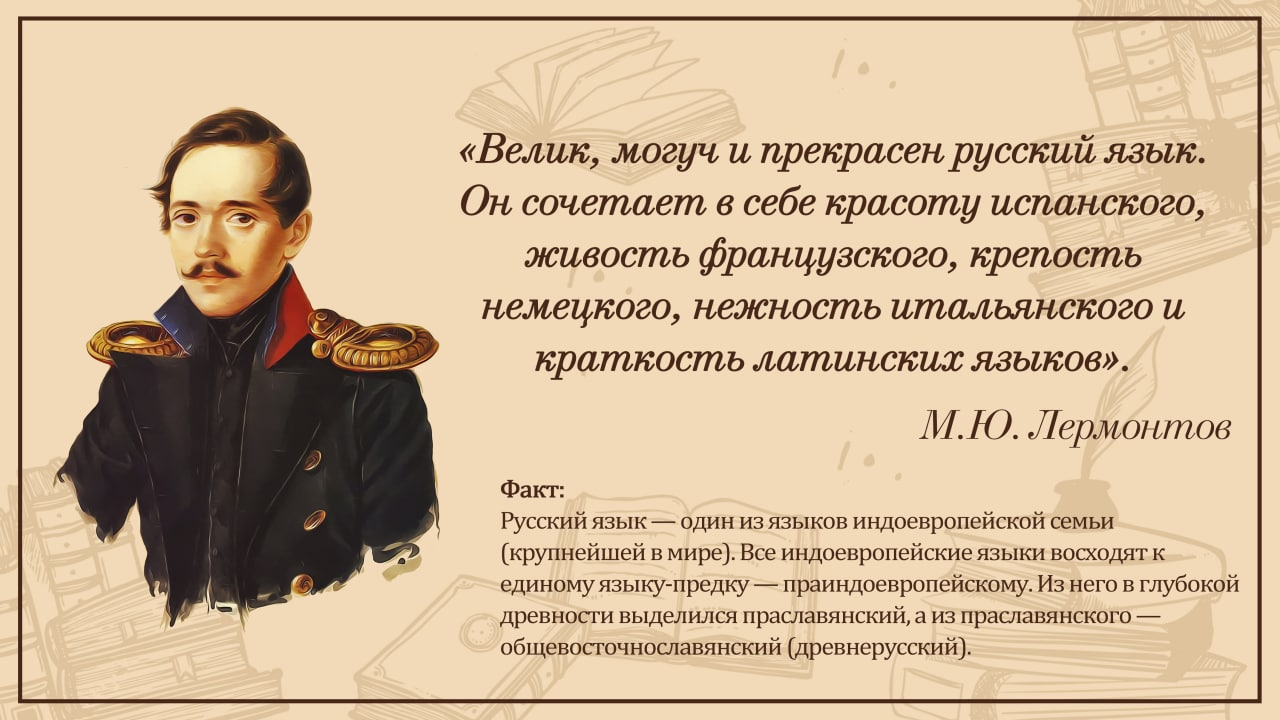 «Велик, могуч и прекрасен русский язык.
Он сочетает в себе красоту испанского,
живость французского, крепость
немецкого, нежность итальянского и
краткость латинских языков».
М.Ю. Лермонтов
Факт:
Русский язык — один из языков индоевропейской семьи
(крупнейшей в мире). Все индоевропейские языки восходят к
единому языку-предку — праиндоевропейскому. Из него в глубокой
древности выделился праславянский, а из праславянского —
общевосточнославянский (древнерусский).